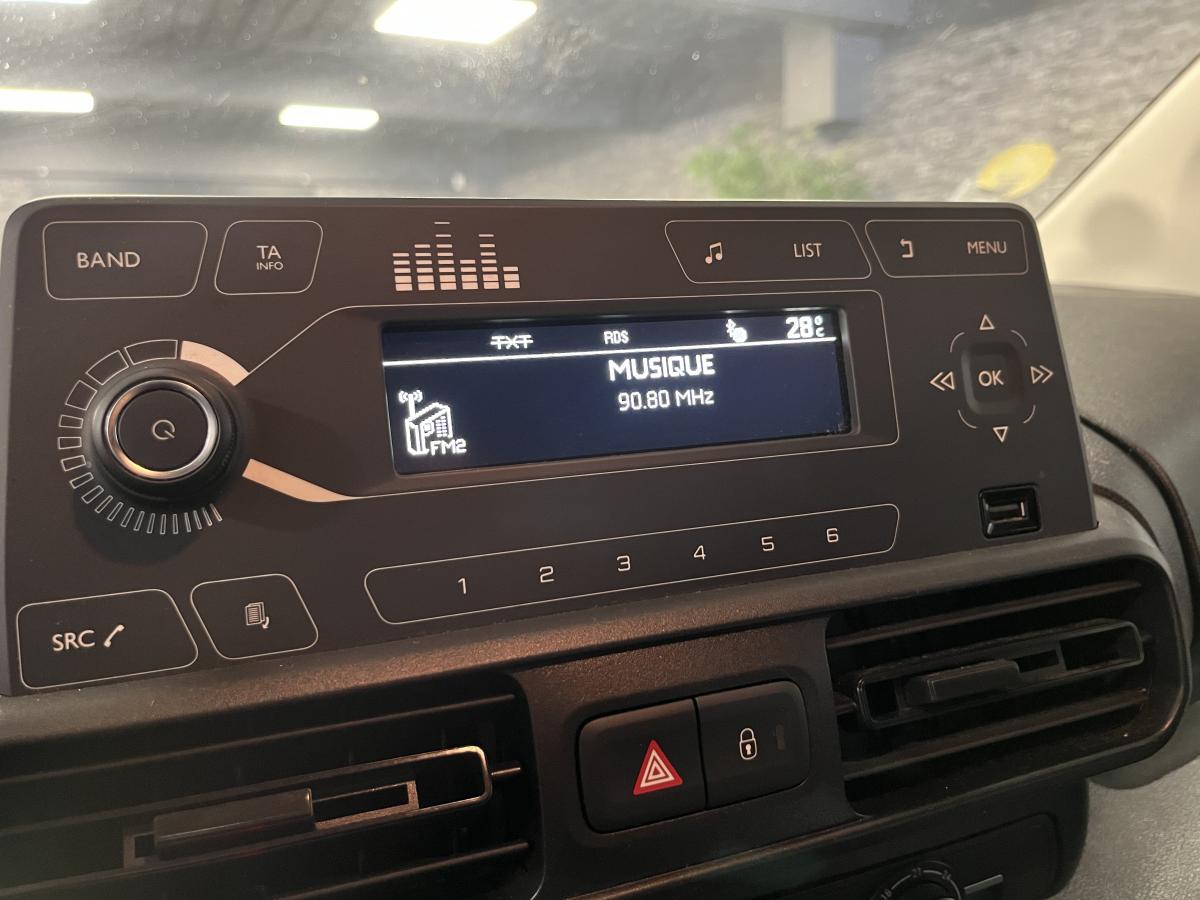 BAND
TA
INFO
LIST
MENU
TXT
RDS
28°C
MUSIQUE
90.80 MHz
FM2
OK
1 2 3 4 5 6
SRC